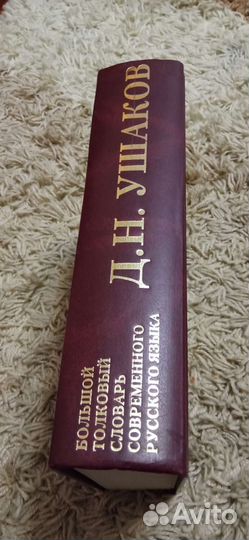 Д.Н. УШАКОВ
БОЛЬШОЙ
ТОЛКОВЫЙ
СЛОВАРЬ
СОВРЕМЕННОГО
РУССКОГО ЯЗЫКА
Avito